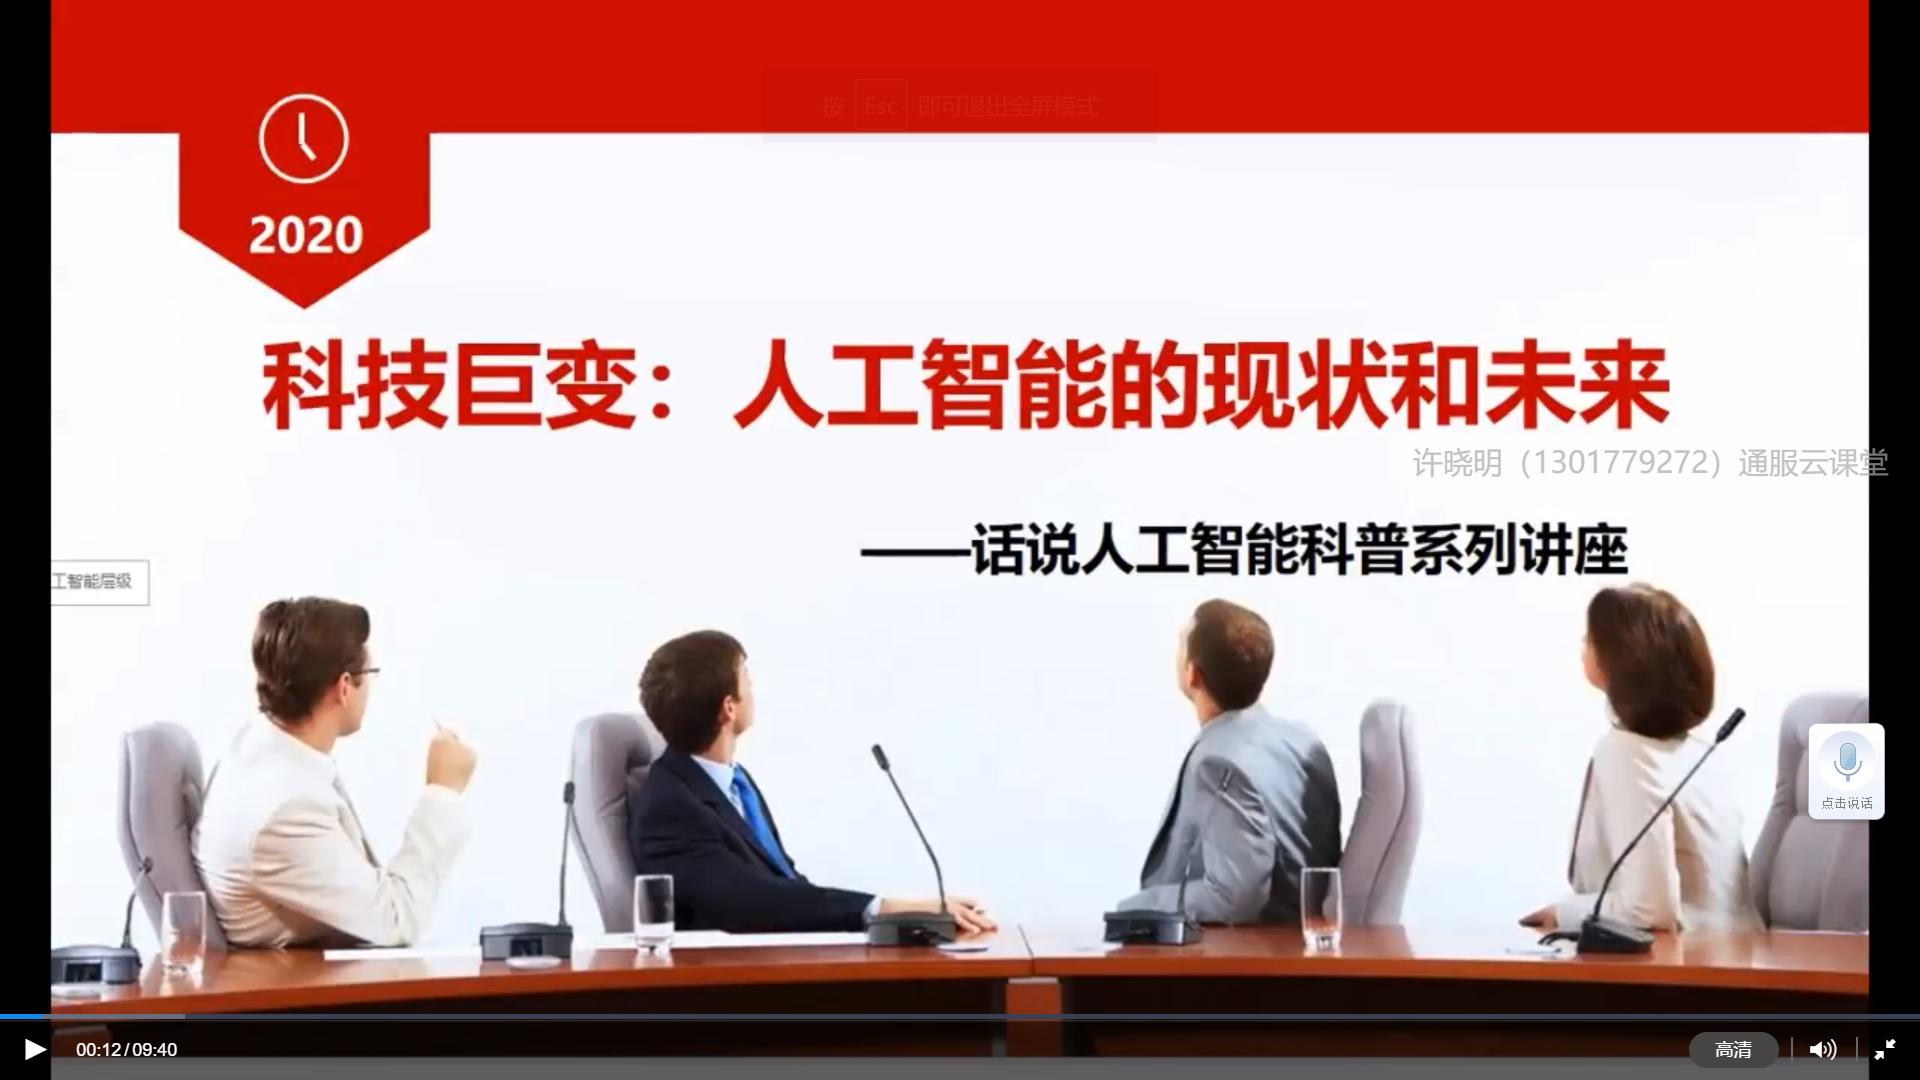 按 Esc 即可退出全屏模式
2020
科技巨变：人工智能的现状和未来
许晓明（1301779272）通服云课堂
——话说人工智能科普系列讲座
工智能层级
点击说话
00:12/09:40
高清